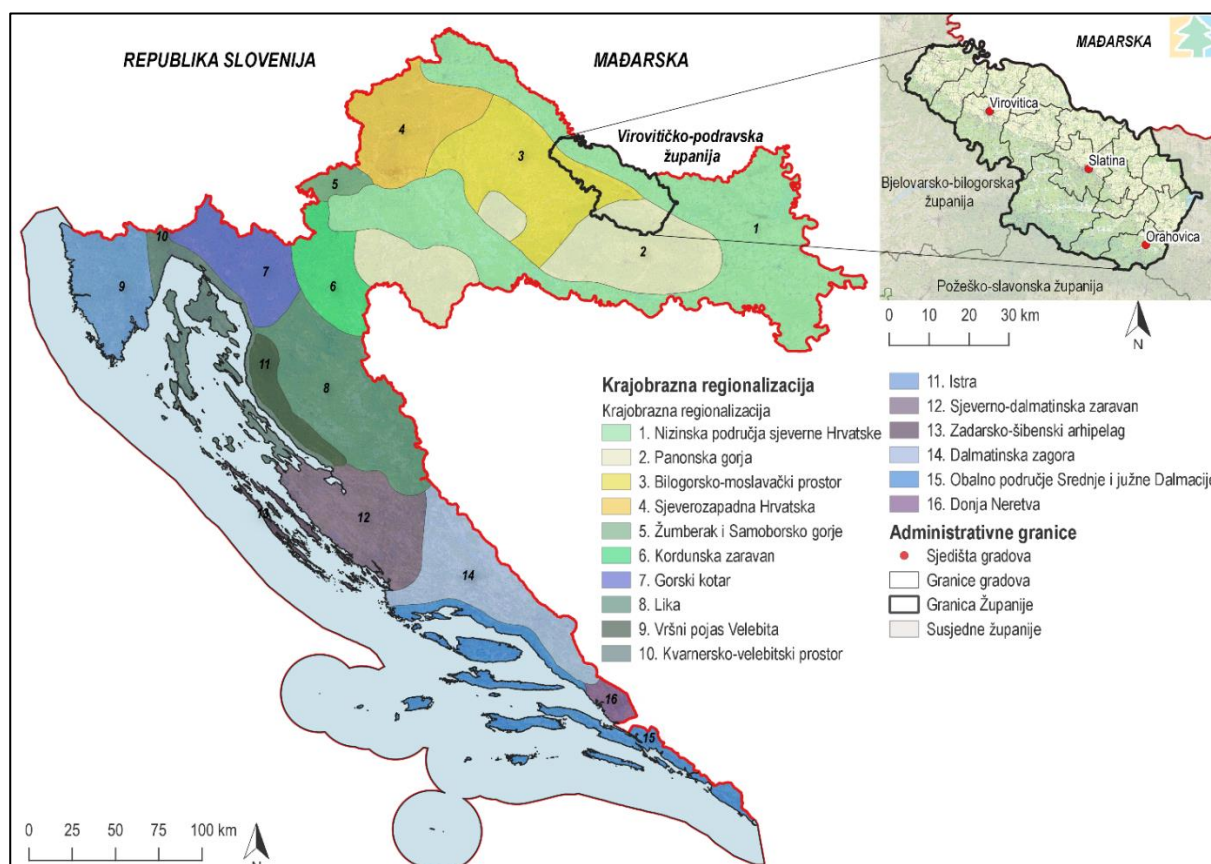 REPUBLIKA SLOVENIJA
MAĐARSKA
Virovitičko-podravska
županija
4
3
5
1
2
10
7
9
6
11
8
12
13
14
16
15
0 25 50 75 100 km
N
MAĐARSKA
Virovitica
Slatina
Bjelovarsko-bilogorska
županija
Orahovica
Požeško-slavonska županija
0 10 20 30 km
N
Krajobrazna regionalizacija
Krajobrazna regionalizacija
1. Nizinska područja sjeverne Hrvatske
2. Panonska gorja
3. Bilogorsko-moslavački prostor
4. Sjeverozapadna Hrvatska
5. Žumberak i Samoborsko gorje
6. Kordunska zaravan
7. Gorski kotar
8. Lika
9. Vršni pojas Velebita
10. Kvarnersko-velebitski prostor
11. Istra
12. Sjeverno-dalmatinska zaravan
13. Zadarsko-šibenski arhipelag
14. Dalmatinska zagora
15. Obalno područje Srednje i južne Dalmacije
16. Donja Neretva
Administrativne granice
Sjedišta gradova
Granice gradova
Granica Županije
Susjedne županije